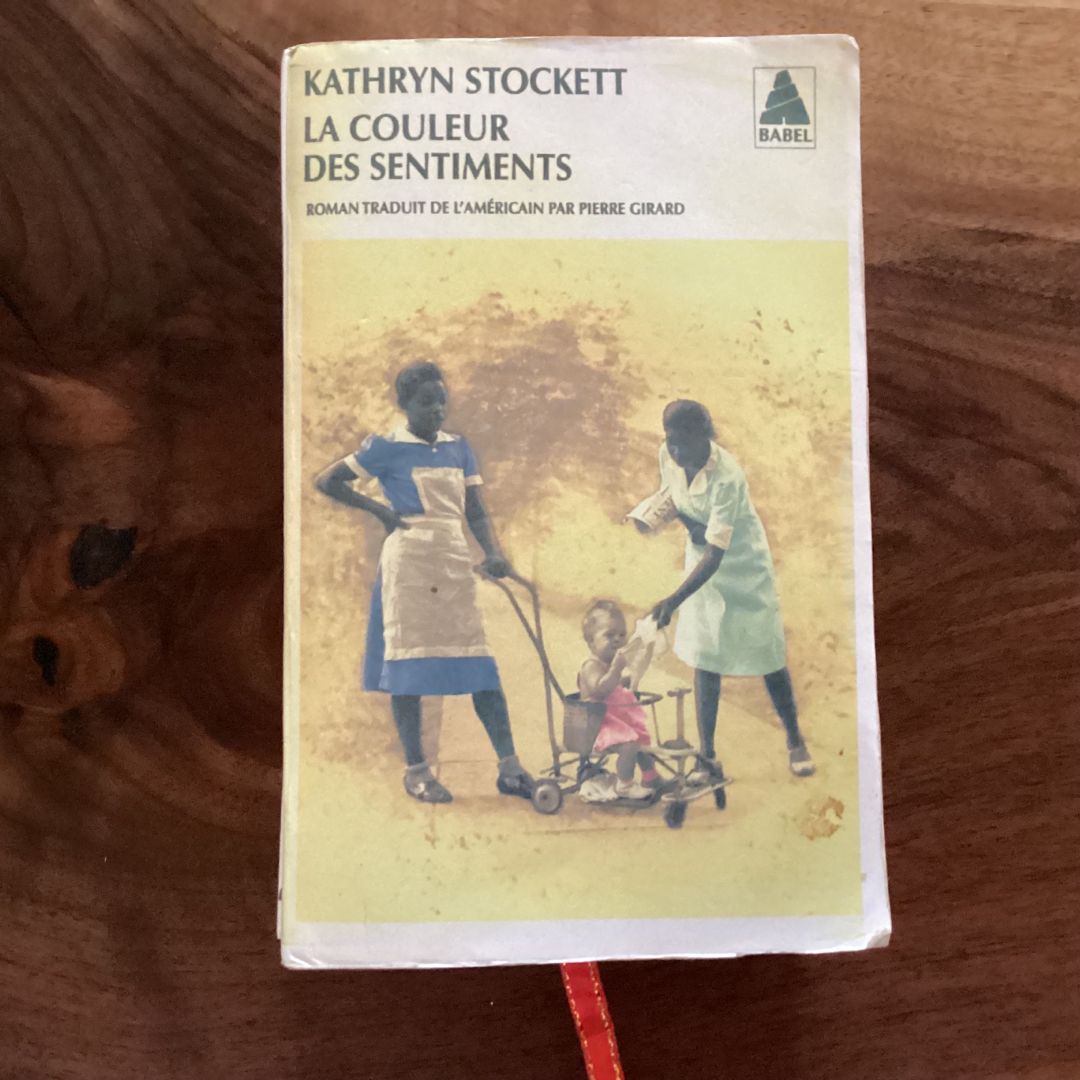 KATHRYN STOCKETT
LA COULEUR
DES SENTIMENTS
ROMAN TRADUIT DE L'AMÉRICAIN PAR PIERRE GIRARD
BABEL